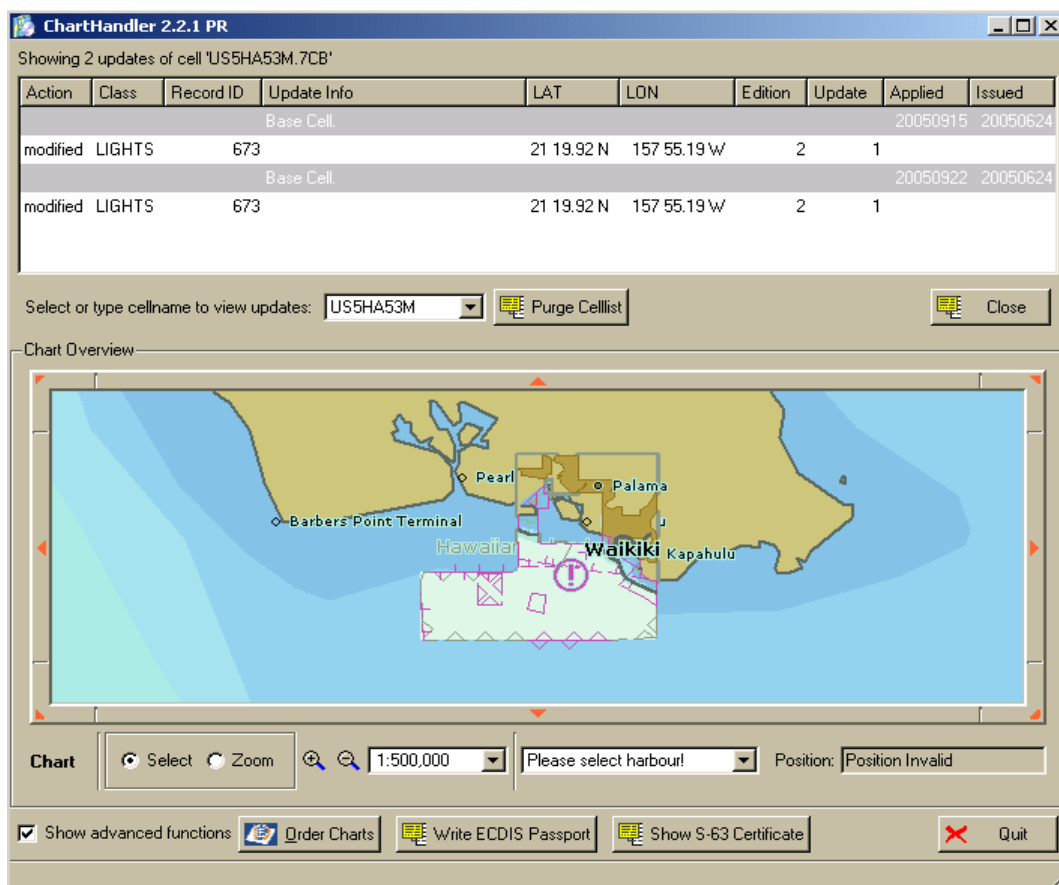 ChartHandler 2.2.1 PR
Showing 2 updates of cell 'US5HA53M.7CB'
Action Class Record ID Update Info LAT LON Edition Update Applied Issued
Base Cell. 20050915 20050624
modified LIGHTS 673 21 19.92 N 157 55.19 W 2 1
Base Cell. 20050922 20050624
modified LIGHTS 673 21 19.92 N 157 55.19 W 2 1
Select or type cellname to view updates: US5HA53M Purge Celllist Close
Chart Overview
Pearl
Palama
Barbers Point Terminal
u
Hawaiian
Waikiki
Kapahulu
Chart Select Zoom 1:500,000 Please select harbour! Position: Position Invalid
Show advanced functions Order Charts Write ECDIS Passport Show S-63 Certificate Quit